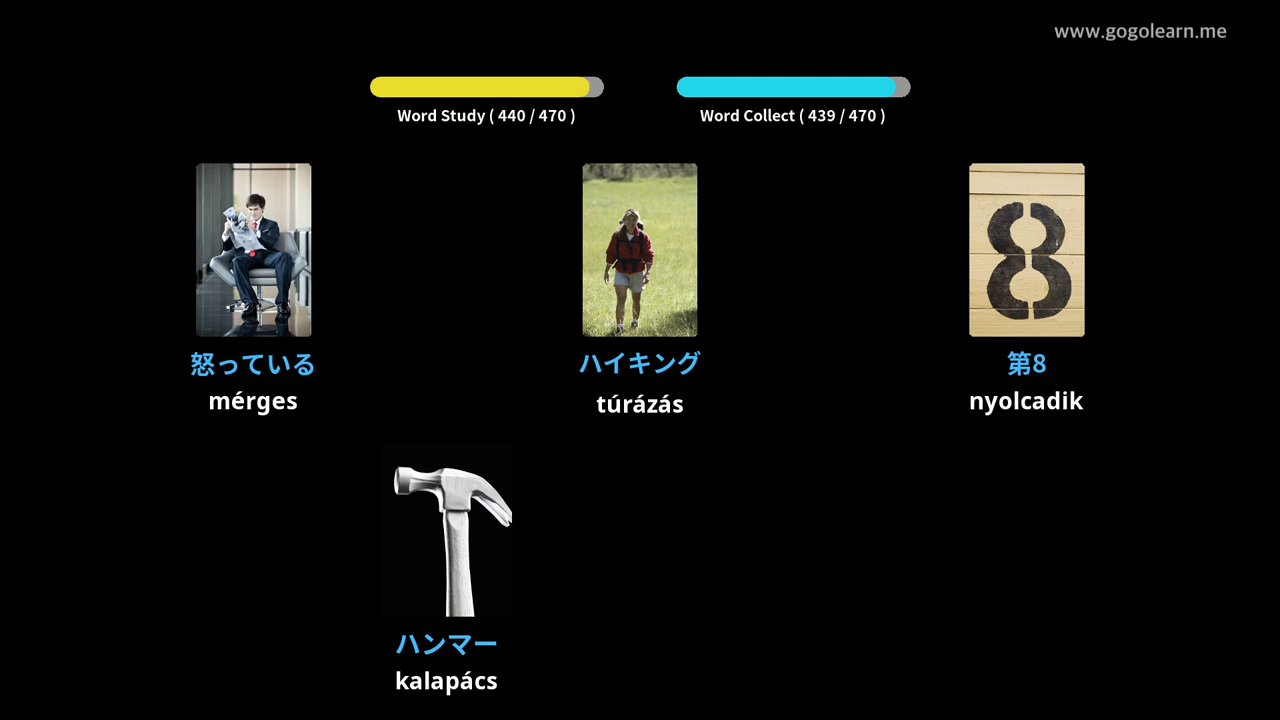 www.gogolearn.me
Word Study ( 440 / 470 )
Word Collect ( 439 / 470 )
8
怒っている
ハイキング
第8
mérges
túrázás
nyolcadik
ハンマー
kalapács